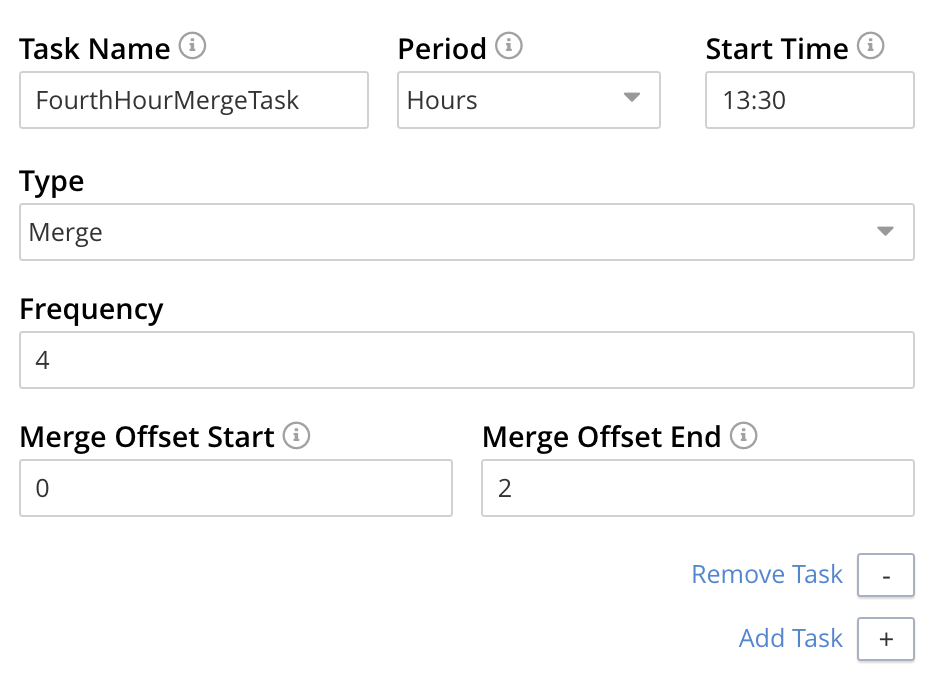 Task Name Period Start Time
FourthHourMergeTask Hours 13:30
Type
Merge
Frequency
4
Merge Offset Start Merge Offset End
0 2
Remove Task -
Add Task +